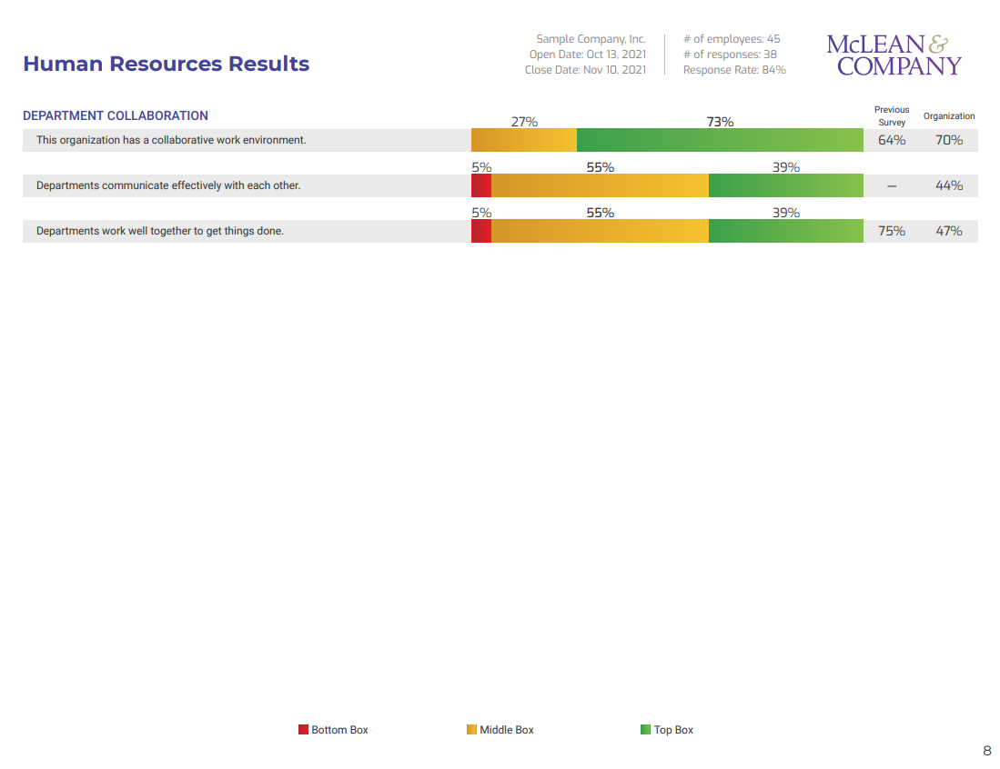 Human Resources Results
Sample Company, Inc.
Open Date: Oct 13, 2021
Close Date: Nov 10, 2021
# of employees: 45
# of responses: 38
Response Rate: 84%
McLEAN &
COMPANY
DEPARTMENT COLLABORATION
Previous
Survey
Organization
27% 73%
This organization has a collaborative work environment. 64% 70%
5% 55% 39%
Departments communicate effectively with each other. — 44%
5% 55% 39%
Departments work well together to get things done. 75% 47%
Bottom Box Middle Box Top Box
8